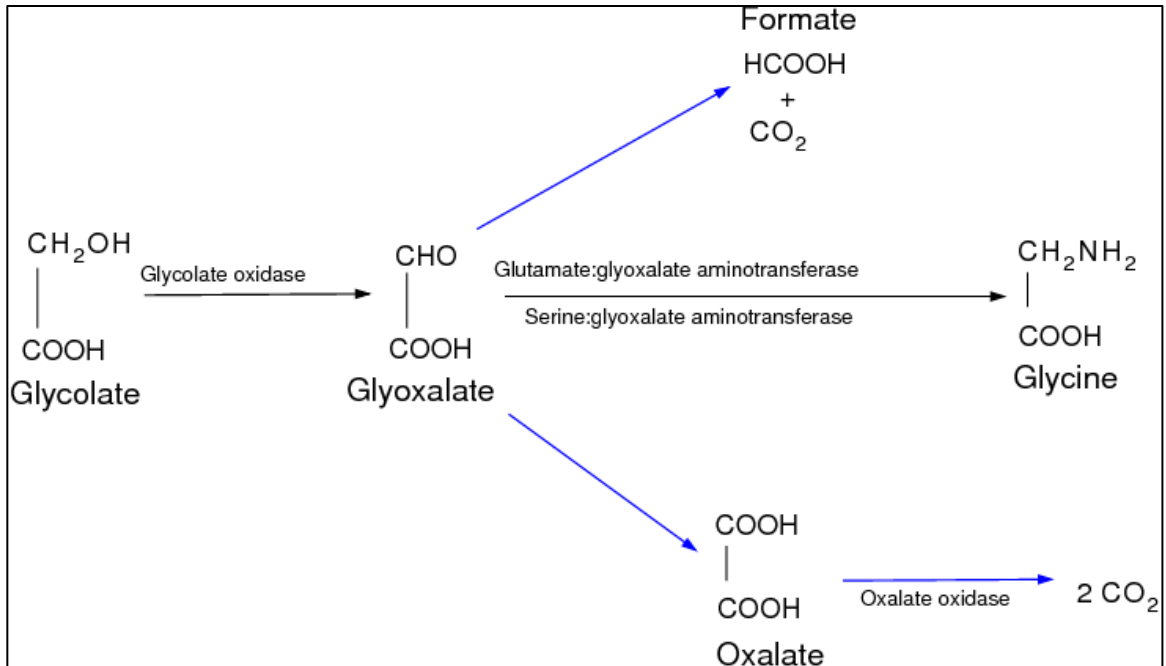 Formate
HCOOH
+
CO2
CH2OH
COOH
Glycolate
Glycolate oxidase
CHO
COOH
Glyoxalate
Glutamate:glyoxalate aminotransferase
Serine:glyoxalate aminotransferase
CH2NH2
COOH
Glycine
COOH
COOH
Oxalate
Oxalate oxidase
2 CO2